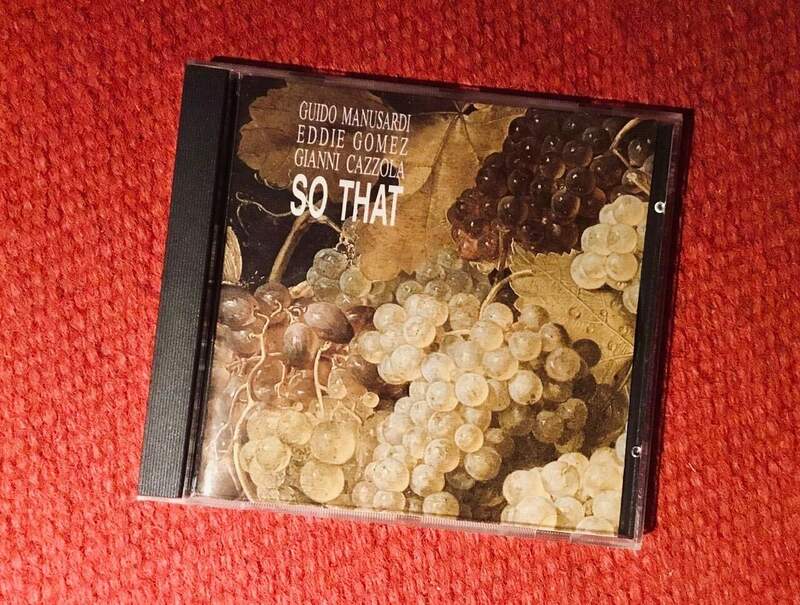 GUIDO MANUSARDI
EDDIE GOMEZ
GIANNI CAZZOLA
SO THAT